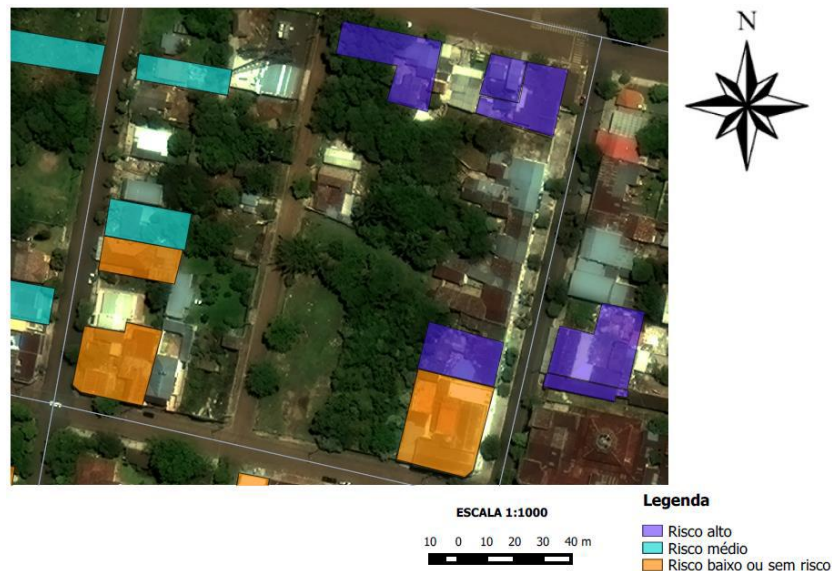 N
ESCALA 1:1000
10 0 10 20 30 40 m
Legenda
Risco alto
Risco médio
Risco baixo ou sem risco